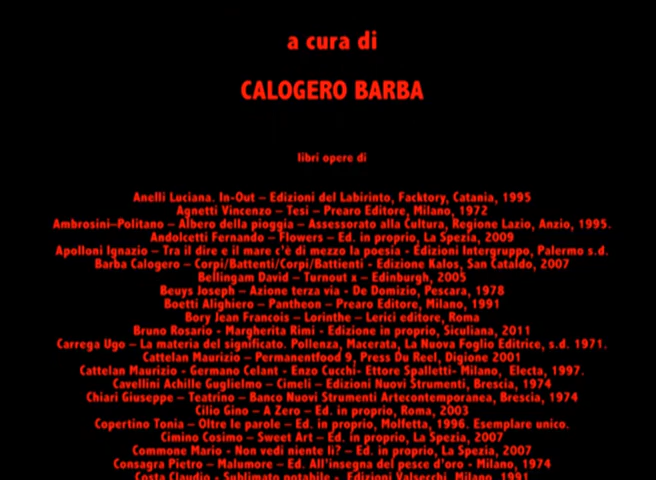 a cura di
CALOGERO BARBA
libri opere di
Anelli Luciana. In-Out – Edizioni del Labirinto, Facktory, Catania, 1995
Agnetti Vincenzo – Tesi – Prearo Editore, Milano, 1972
Ambrosini–Politano – Albero della pioggia – Assessorato alla Cultura, Regione Lazio, Anzio, 1995.
Andolcetti Fernando – Flowers – Ed. in proprio, La Spezia, 2009
Apolloni Ignazio – Tra il dire e il mare c'è di mezzo la poesia - Edizioni Intergruppo, Palermo s.d.
Barba Calogero – Corpi/Battenti/Corpi/Battienti - Edizione Kalos, San Cataldo, 2007
Bellingam David – Turnout x – Edinburgh, 2005
Beuys Joseph – Azione terza via - De Domizio, Pescara, 1978
Boetti Alighiero – Pantheon – Prearo Editore, Milano, 1991
Bory Jean Francois – Lorinthe – Lerici editore, Roma
Bruno Rosario - Margherita Rimi - Edizione in proprio, Siculiana, 2011
Carrega Ugo – La materia del significato. Pollenza, Macerata, La Nuova Foglio Editrice, s.d. 1971.
Cattelan Maurizio – Permanentfood 9, Press Du Reel, Digione 2001
Cattelan Maurizio - Germano Celant - Enzo Cucchi- Ettore Spalletti- Milano, Electa, 1997.
Cavellini Achille Guglielmo – Cimeli – Edizioni Nuovi Strumenti, Brescia, 1974
Chiari Giuseppe – Teatrino – Banco Nuovi Strumenti Artecontemporanea, Brescia, 1974
Cilio Gino – A Zero – Ed. in proprio, Roma, 2003
Copertino Tonia – Oltre le parole – Ed. in proprio, Molfetta, 1996. Esemplare unico.
Cimino Cosimo – Sweet Art – Ed. in proprio, La Spezia, 2007
Commone Mario - Non vedi niente lì? – Ed. in proprio, La Spezia, 2007
Consagra Pietro – Malumore – Ed. All'insegna del pesce d'oro - Milano, 1974
Costa Claudio - Sublimato potabile - Edizioni Valsecchi, Milano, 1991